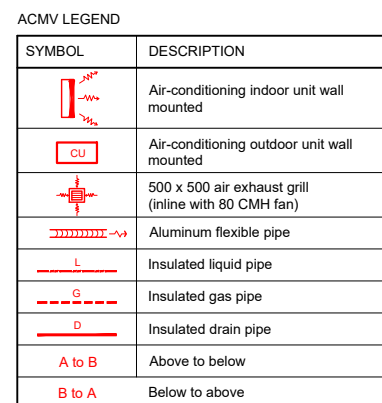 ACMV LEGEND
SYMBOL DESCRIPTION
Air-conditioning indoor unit wall
mounted
CU Air-conditioning outdoor unit wall
mounted
500 x 500 air exhaust grill
(inline with 80 CMH fan)
Aluminum flexible pipe
L Insulated liquid pipe
G Insulated gas pipe
D Insulated drain pipe
A to B Above to below
B to A Below to above